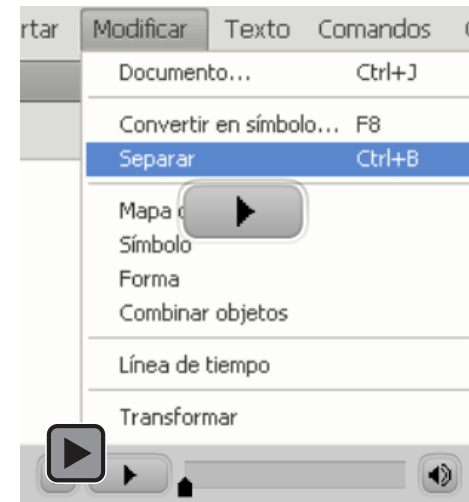 rtar Modificar Texto Comandos
Documento... Ctrl+J
Convertir en símbolo... F8
Separar Ctrl+B
Mapa
Símbolo
Forma
Combinar objetos
Línea de tiempo
Transformar